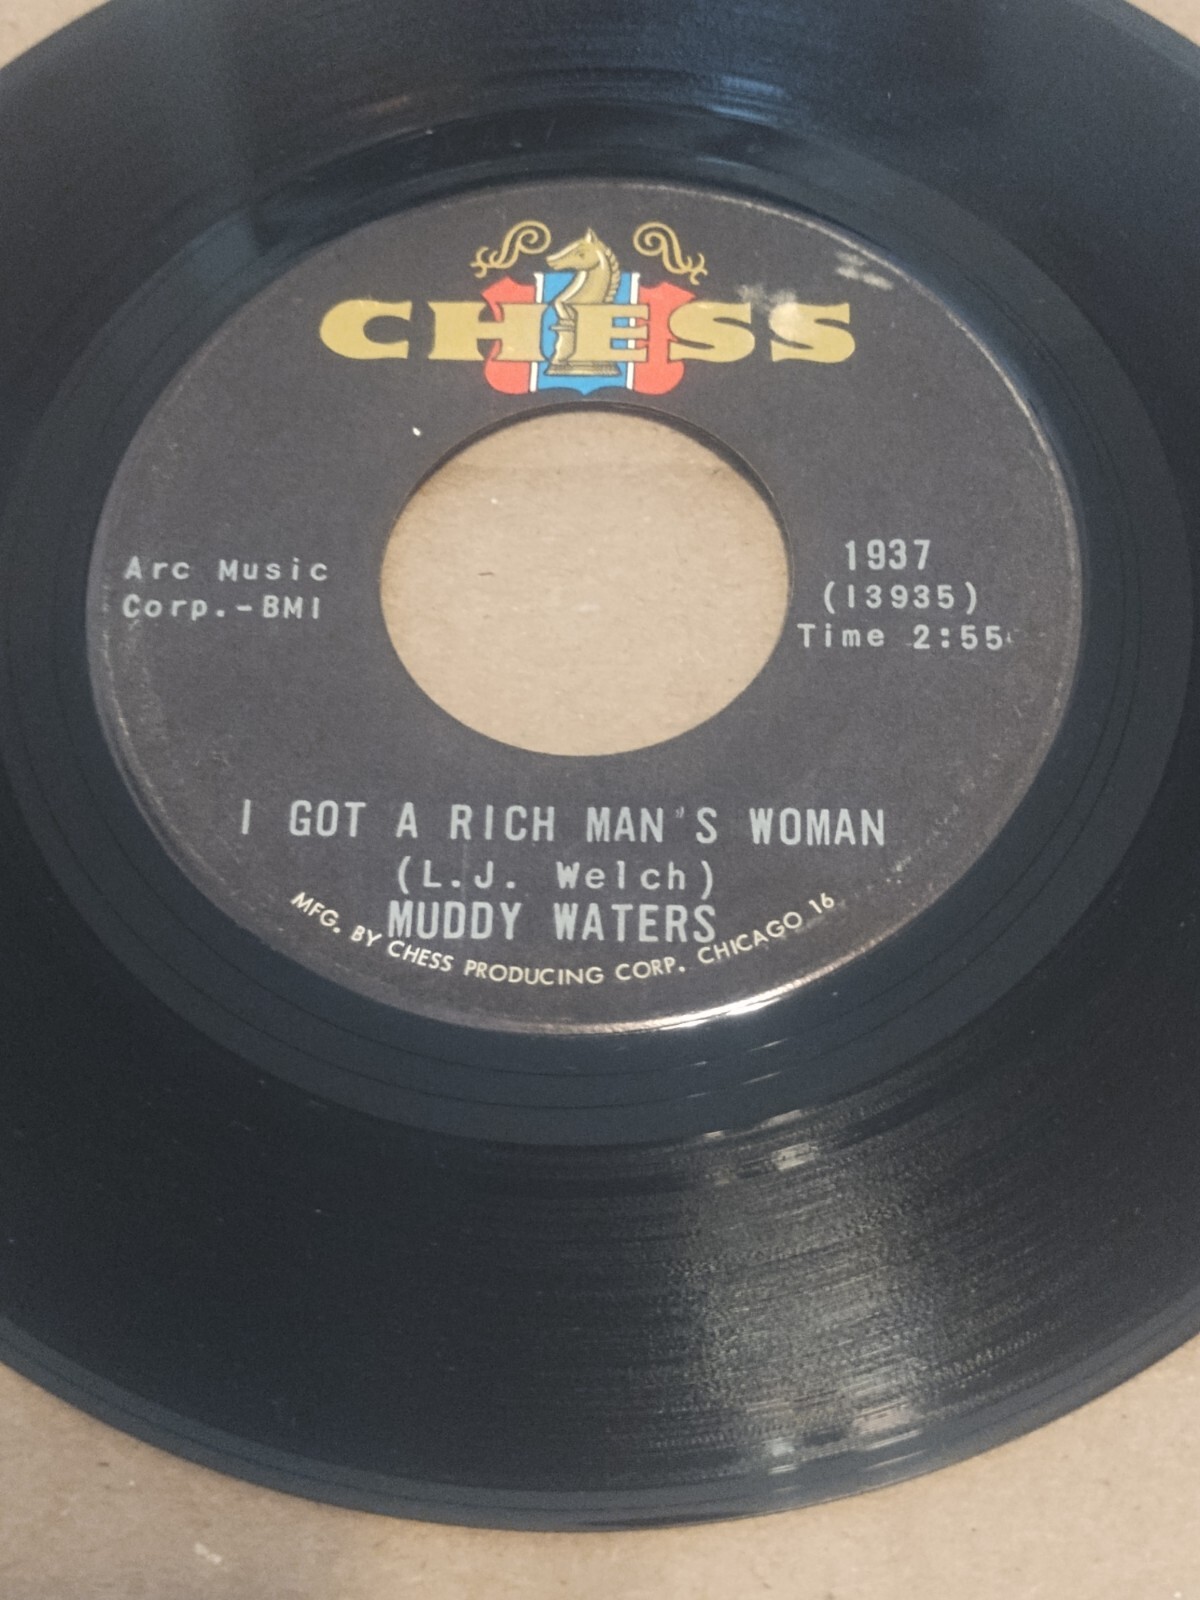 CHESS
Arc Music
Corp.-BMI
1937
(13935)
Time 2:55
I GOT A RICH MAN'S WOMAN
(L.J. Welch)
MUDDY WATERS
MFG. BY CHESS PRODUCING CORP. CHICAGO 16